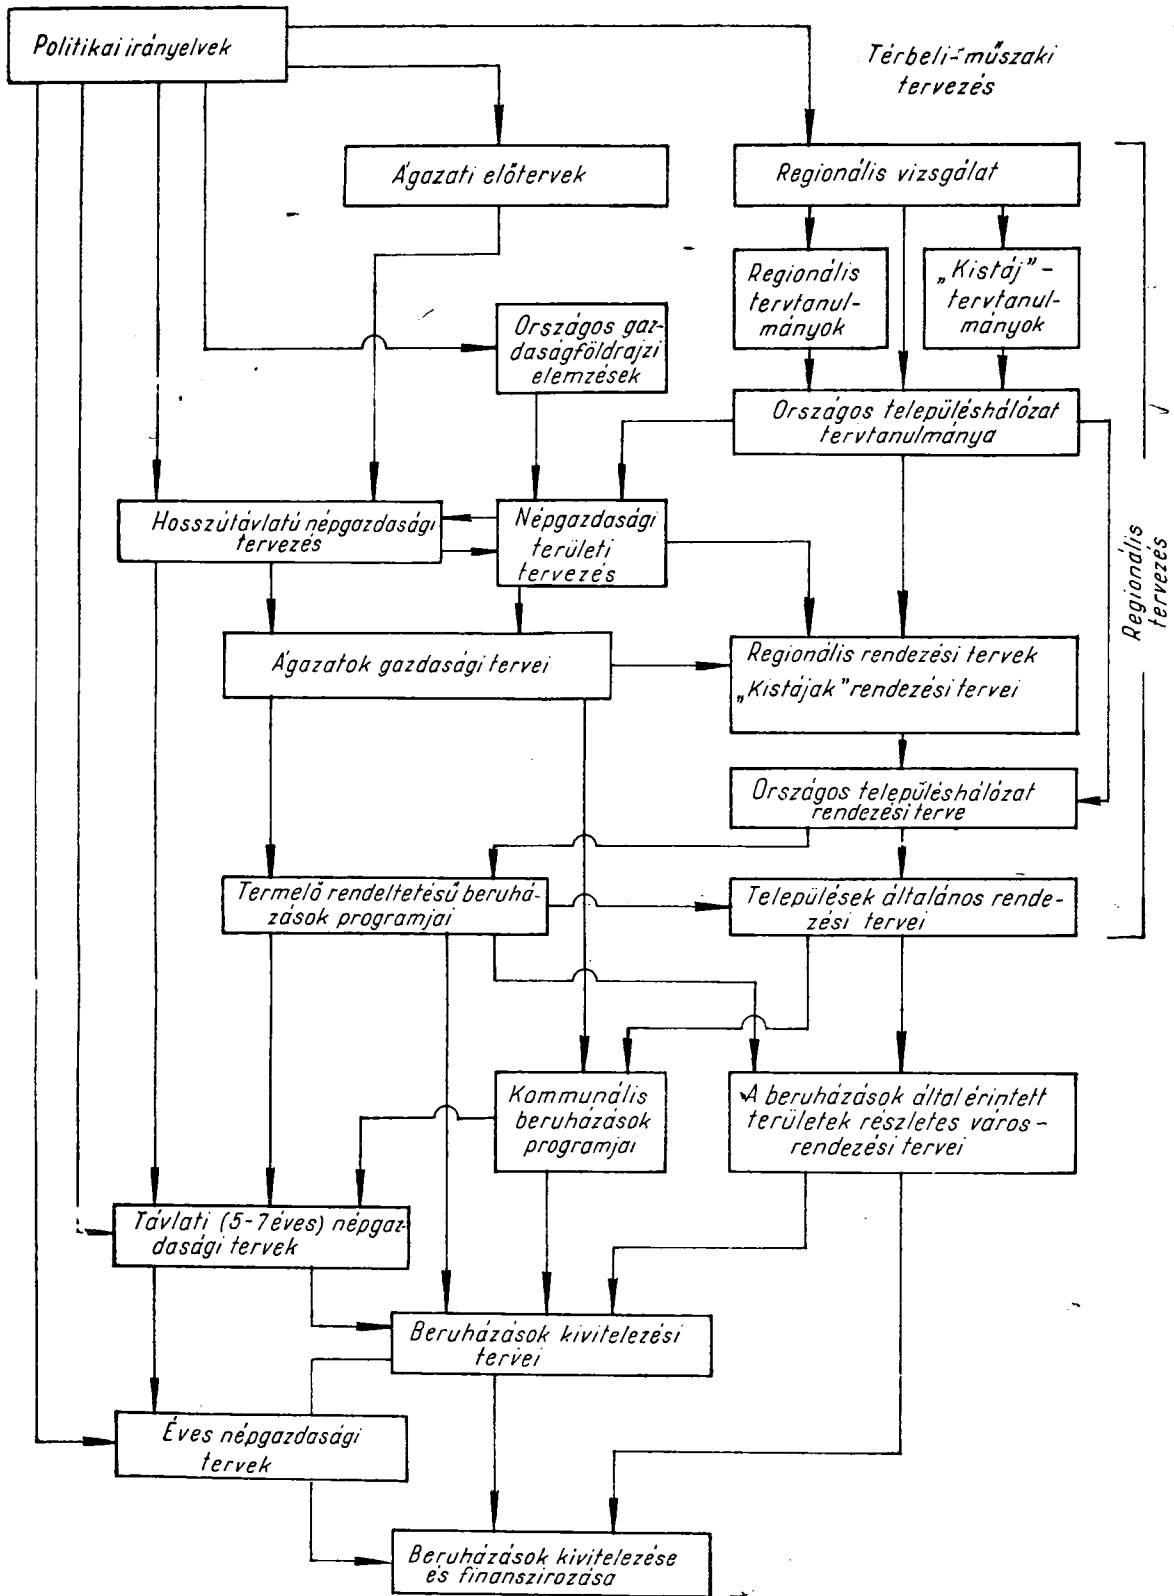 Politikai irányelvek
Térbeli-műszaki
tervezés
Ágazati előtervek
Regionális vizsgálat
Regionális
tervtanul-
mányok
„Kistáj"-
tervtanul-
mányok
Országos gaz-
daságföldrajzi
elemzések
Országos településhálózat
tervtanulmánya
Hosszútávlatú népgazdasági
tervezés
Népgazdasági
területi
tervezés
Regionális
tervezés
Ágazatok gazdasági tervei
Regionális rendezési tervek
„Kistájak" rendezési tervei
Országos településhálózat
rendezési terve
Termelő rendeltetésű beruhá-
zások programjai
Települések általános rende-
zési tervei
Kommunális
beruházások
programjai
A beruházások által érintett
területek részletes város-
rendezési tervei
Távlati (5-7 éves) népgaz-
dasági tervek
Beruházások kivitelezési
tervei
Éves népgazdasági
tervek
Beruházások kivitelezése
és finanszirozása